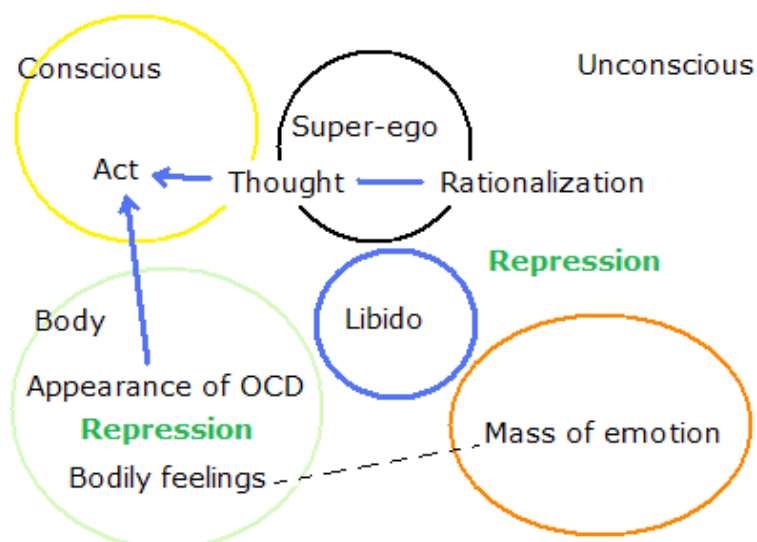 Conscious
Unconscious
Super-ego
Act
Thought
Rationalization
Repression
Body
Libido
Appearance of OCD
Repression
Mass of emotion
Bodily feelings